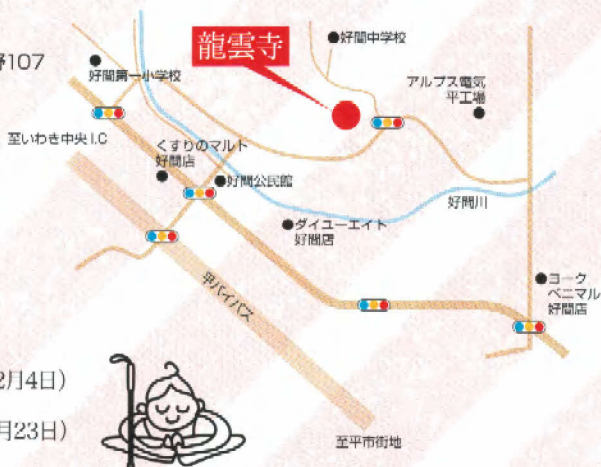 野107
龍雲寺
好間中学校
好間第一小学校
アルプス電気
平工場
至いわき中央I.C
くすりのマルト
好間店
好間公民館
好間川
ダイユーエイト
好間店
ヨーク
ベニマル
好間店
平バイパス
2月4日)
月23日)
至平市街地